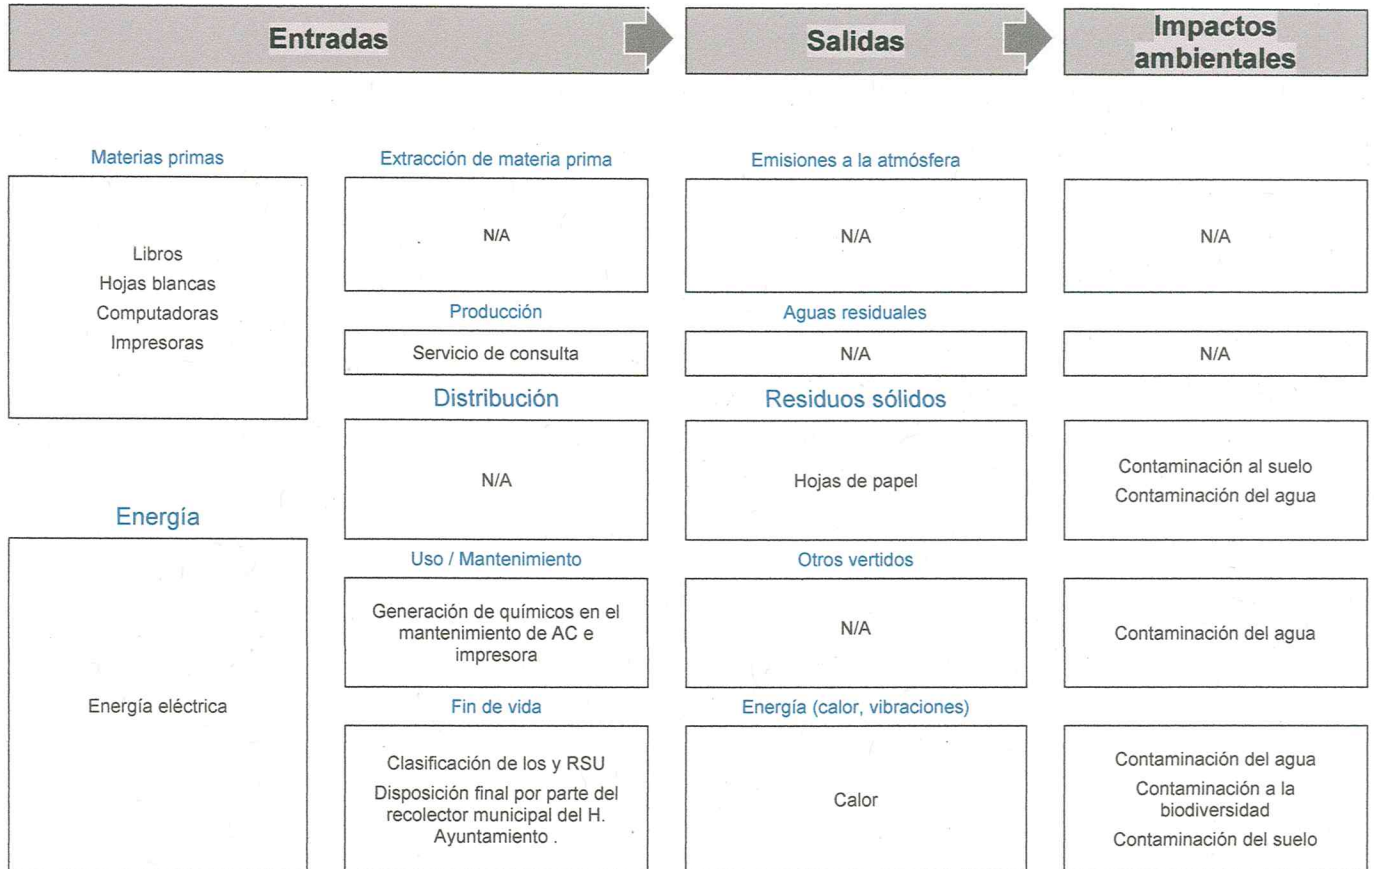 Entradas
Salidas
Impactos
ambientales
Materias primas
Libros
Hojas blancas
Computadoras
Impresoras
Energía
Energía eléctrica
Extracción de materia prima
N/A
Producción
Servicio de consulta
Distribución
N/A
Uso / Mantenimiento
Generación de químicos en el
mantenimiento de AC e
impresora
Fin de vida
Clasificación de los y RSU
Disposición final por parte del
recolector municipal del H.
Ayuntamiento .
Emisiones a la atmósfera
N/A
Aguas residuales
N/A
Residuos sólidos
Hojas de papel
Otros vertidos
N/A
Energía (calor, vibraciones)
Calor
N/A
N/A
Contaminación al suelo
Contaminación del agua
Contaminación del agua
Contaminación del agua
Contaminación a la
biodiversidad
Contaminación del suelo